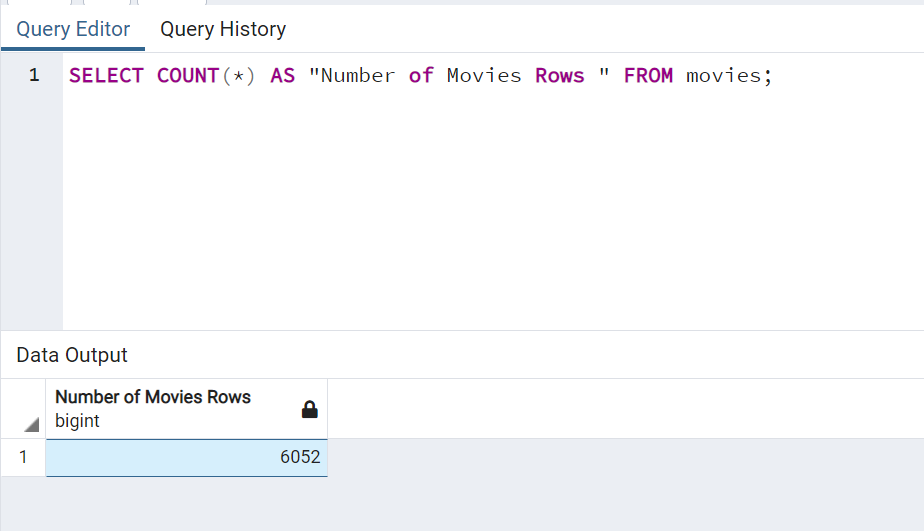 Query Editor Query History
1 SELECT COUNT(*) AS "Number of Movies Rows " FROM movies;
Data Output
Number of Movies Rows
bigint
1 6052